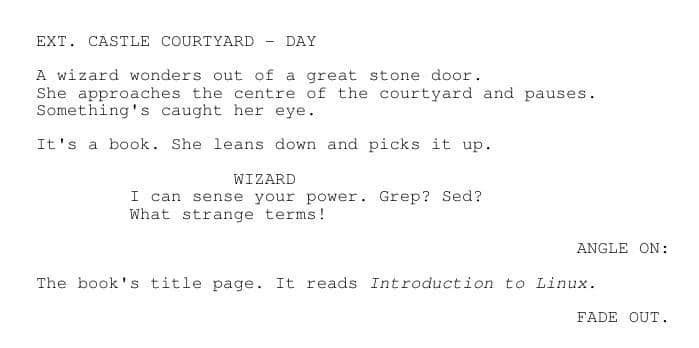 EXT. CASTLE COURTYARD – DAY
A wizard wonders out of a great stone door.
She approaches the centre of the courtyard and pauses.
Something's caught her eye.
It's a book. She leans down and picks it up.
WIZARD
I can sense your power. Grep? Sed?
What strange terms!
ANGLE ON:
The book's title page. It reads Introduction to Linux.
FADE OUT.